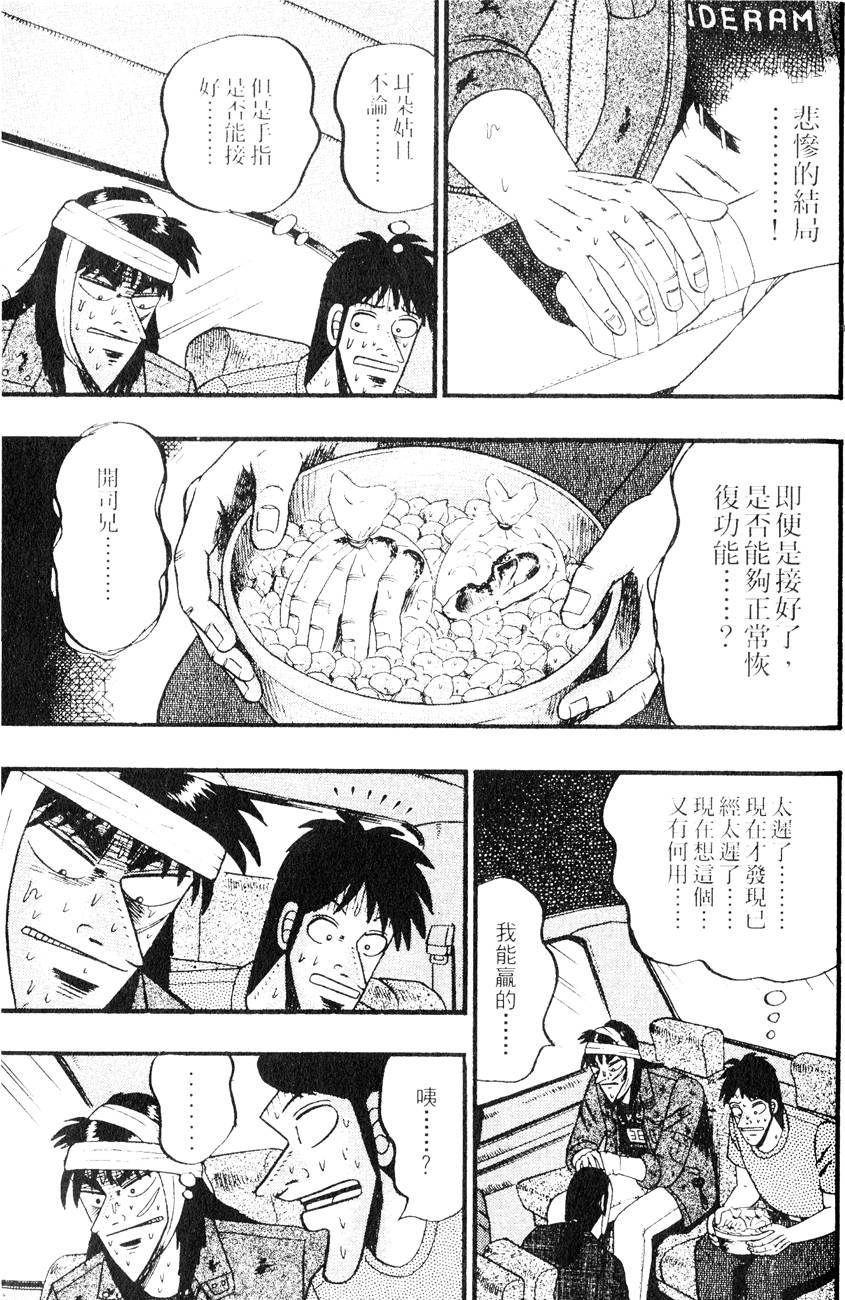 IDERAM
悲慘的結局
…………！
耳朵姑且
不論………
但是手指
是否能接
好………
即便是接好了，
是否能夠正常恢
復功能……？
開司兄………
太遲了………
現在才發現已
經太遲了……
現在想這個…
又有何用……
我能贏的……
咦……？
……